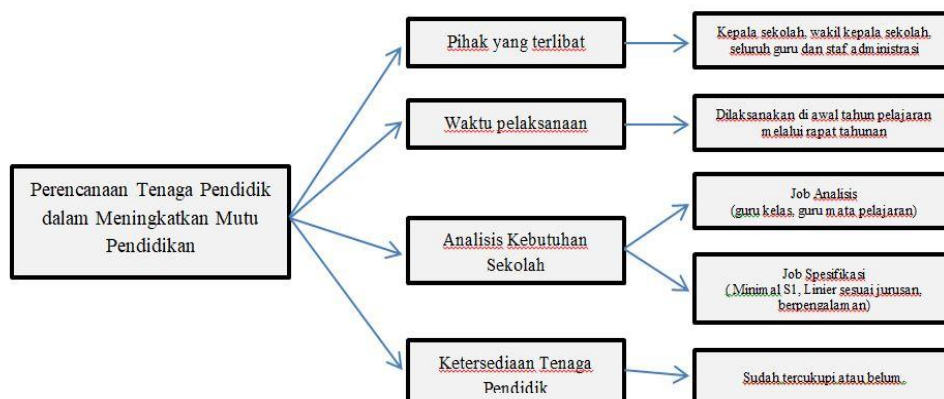 Perencanaan Tenaga Pendidik
dalam Meningkatkan Mutu
Pendidikan
Pihak yang terlibat
Kepala sekolah, wakil kepala sekolah,
seluruh guru dan staf administrasi
Waktu pelaksanaan
Dilaksanakan di awal tahun pelajaran
melalui rapat tahunan
Analisis Kebutuhan
Sekolah
Job Analisis
(guru kelas, guru mata pelajaran)
Job Spesifikasi
( Minimal S1, Linier sesuai jurusan,
berpengalaman)
Ketersediaan Tenaga
Pendidik
Sudah tercukupi atau belum.